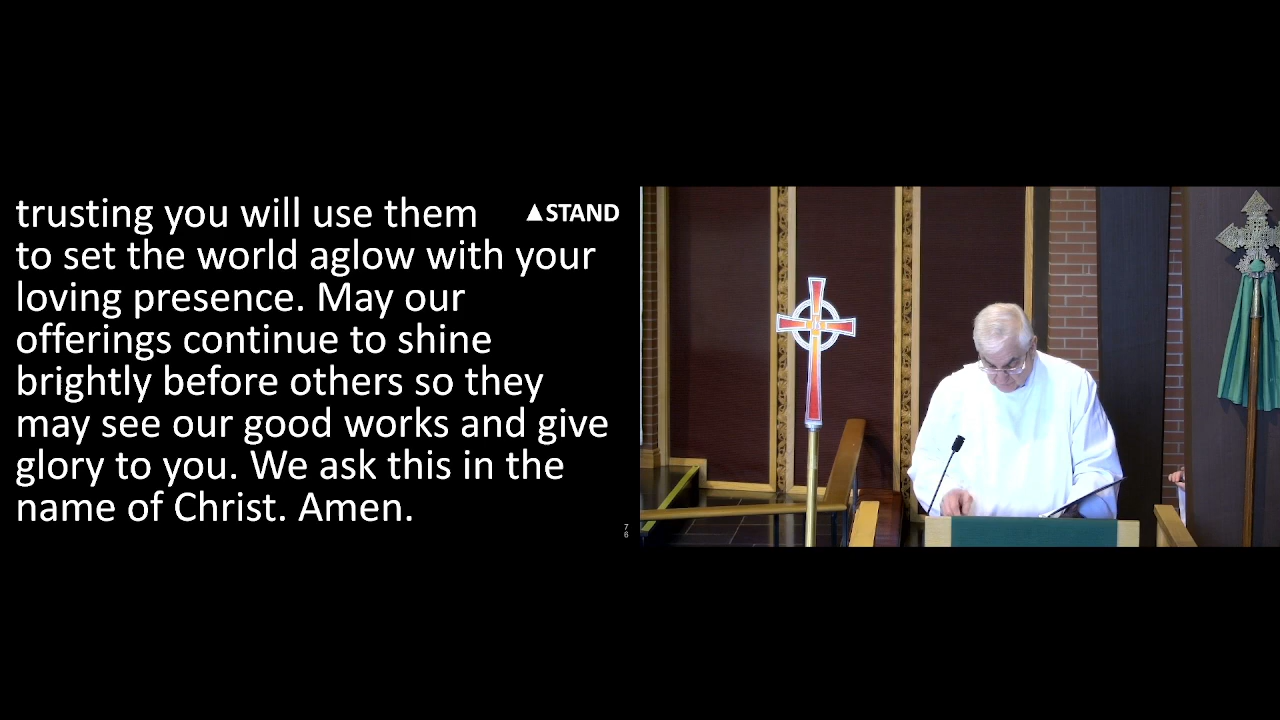 trusting you will use them ▲STAND
to set the world aglow with your
loving presence. May our
offerings continue to shine
brightly before others so they
may see our good works and give
glory to you. We ask this in the
name of Christ. Amen.
7
6